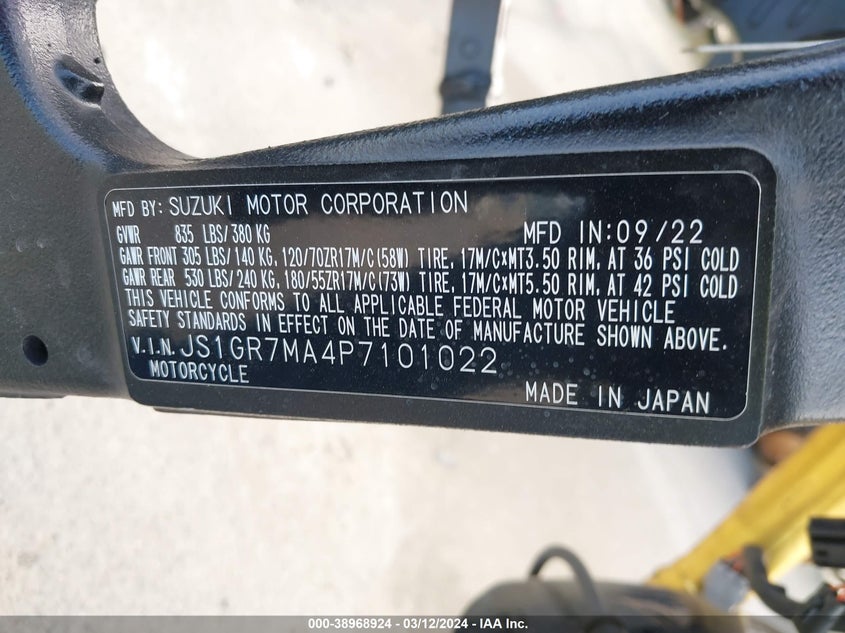 MFD BY: SUZUKI MOTOR CORPORATION
GVWR 835 LBS/380 KG MFD IN:09/22
GAWR FRONT 305 LBS/140 KG, 120/70ZR17M/C(58W) TIRE, 17M/C×MT3.50 RIM, AT 36 PSI COLD
GAWR REAR 530 LBS/240 KG, 180/55ZR17M/C(73W) TIRE, 17M/C×MT5.50 RIM, AT 42 PSI COLD
THIS VEHICLE CONFORMS TO ALL APPLICABLE FEDERAL MOTOR VEHICLE
SAFETY STANDARDS IN EFFECT ON THE DATE OF MANUFACTURE SHOWN ABOVE.
V.I.N. JS1GR7MA4P7101022
MOTORCYCLE
MADE IN JAPAN
000-38968924 / 03/12/2024 - IAA Inc.